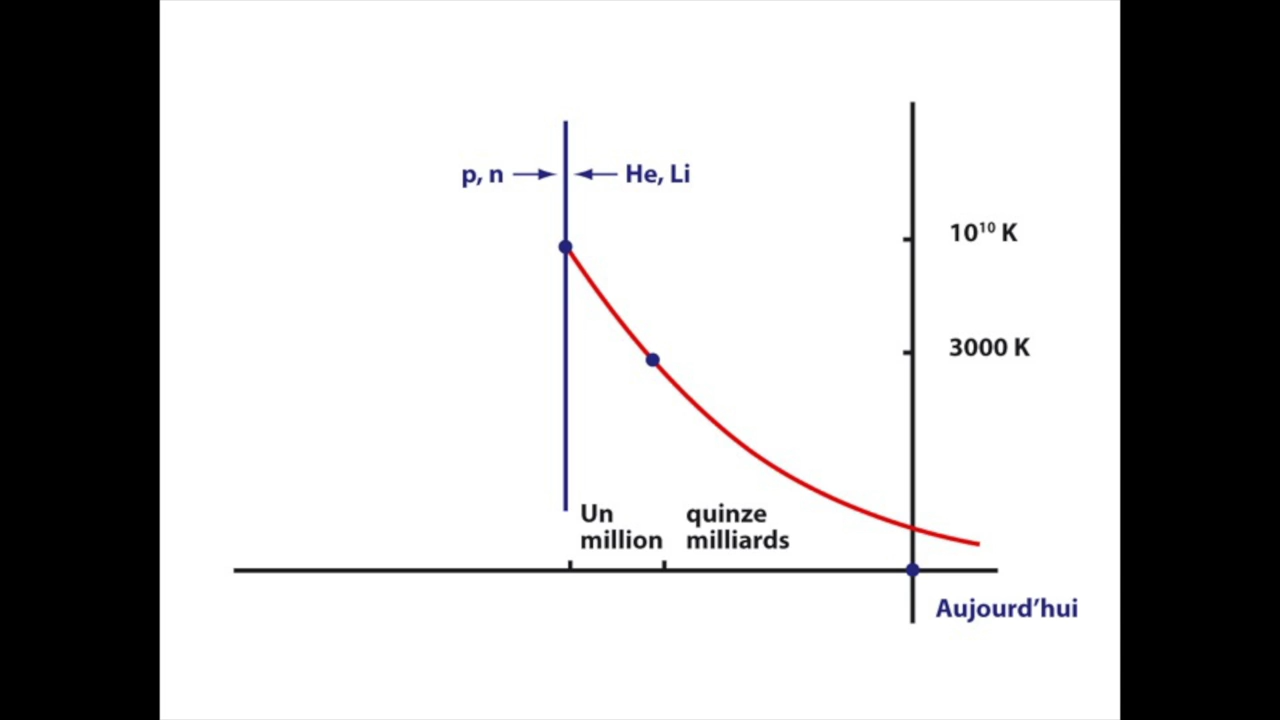 p, n → ← He, Li
10¹⁰ K
3000 K
Un million
quinze milliards
Aujourd’hui